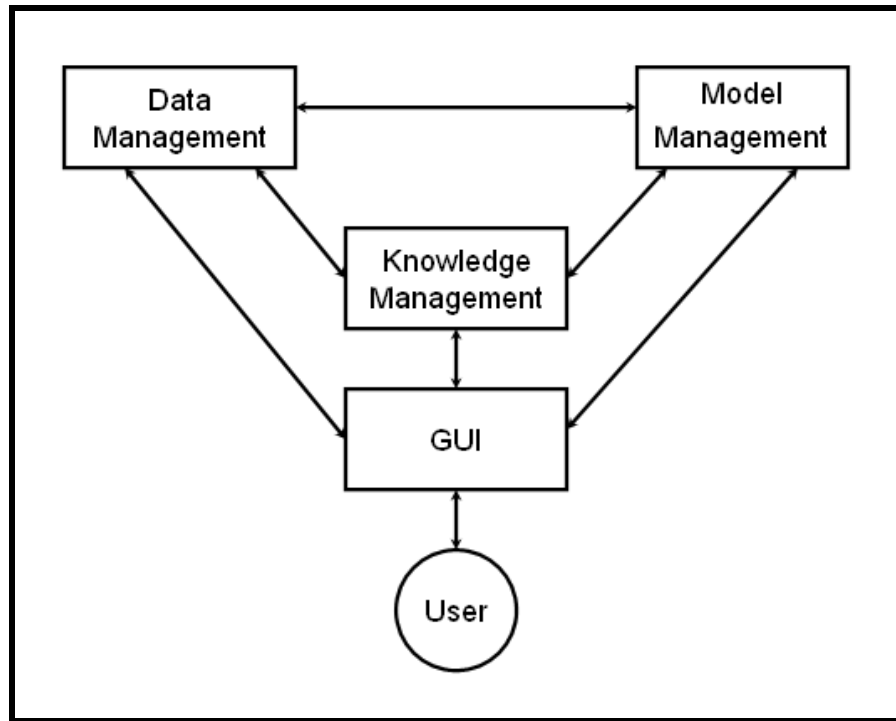 Data
Management
Model
Management
Knowledge
Management
GUI
User